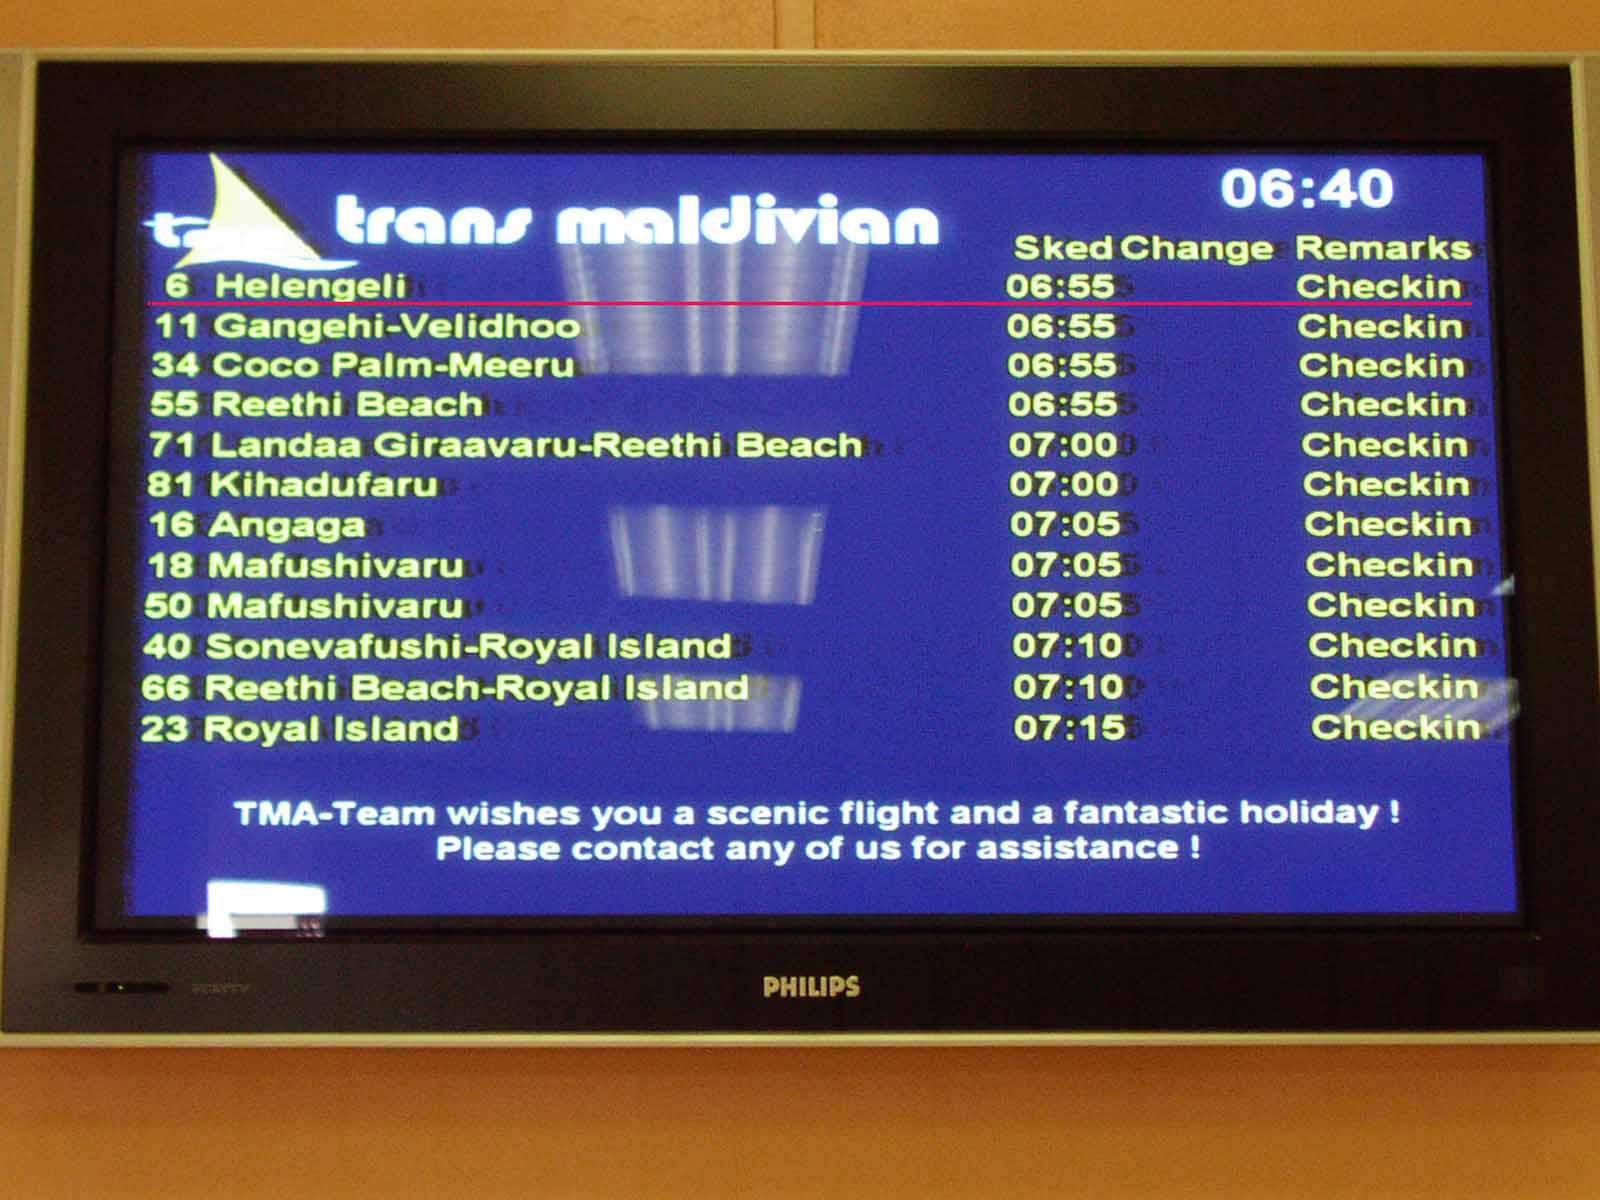 trans maldivian
06:40
Sked Change Remarks
6 Helengeli 06:55 Checkin
11 Gangehi-Velidhoo 06:55 Checkin
34 Coco Palm-Meeru 06:55 Checkin
55 Reethi Beach 06:55 Checkin
71 Landaa Giraavaru-Reethi Beach 07:00 Checkin
81 Kihadufaru 07:00 Checkin
16 Angaga 07:05 Checkin
18 Mafushivaru 07:05 Checkin
50 Mafushivaru 07:05 Checkin
40 Sonevafushi-Royal Island 07:10 Checkin
66 Reethi Beach-Royal Island 07:10 Checkin
23 Royal Island 07:15 Checkin
TMA-Team wishes you a scenic flight and a fantastic holiday !
Please contact any of us for assistance !
PHILIPS